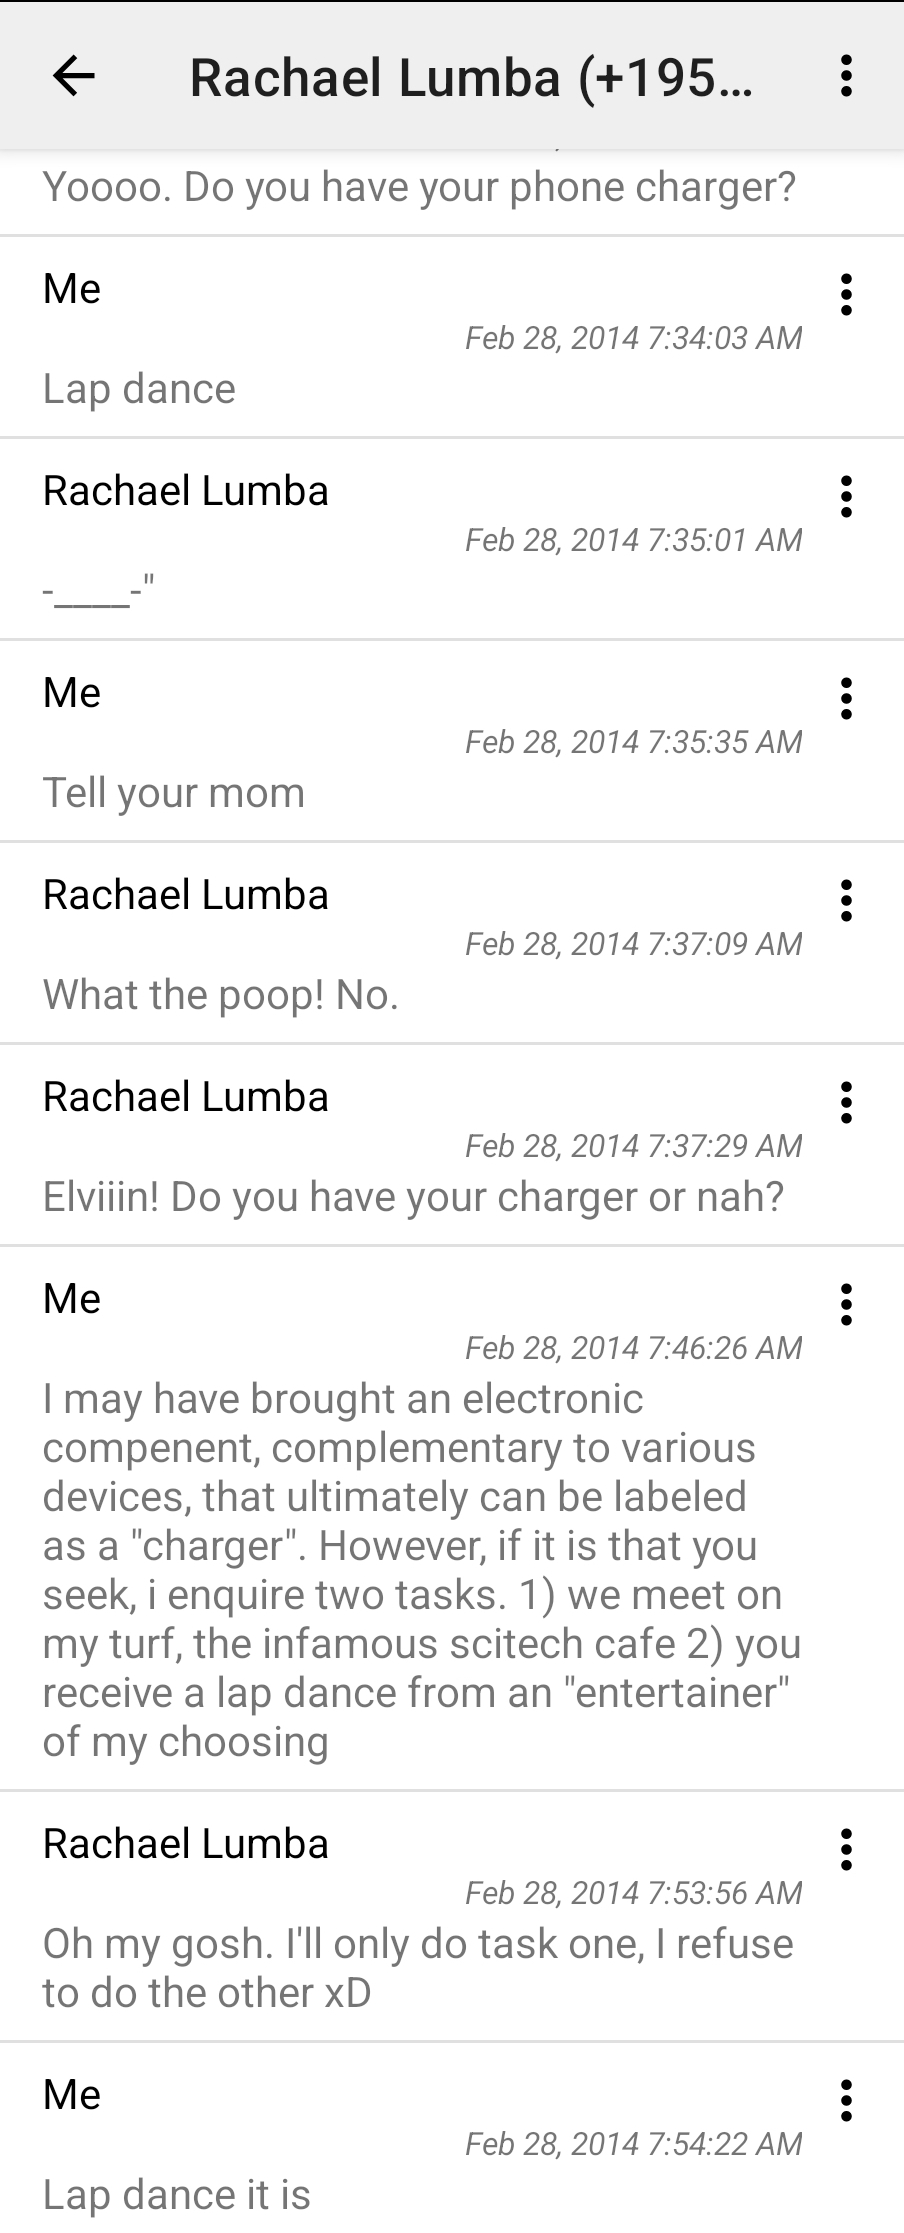 Rachael Lumba (+195...
Yoooo. Do you have your phone charger?
Me
Feb 28, 2014 7:34:03 AM
Lap dance
Rachael Lumba
Feb 28, 2014 7:35:01 AM
-____-"
Me
Feb 28, 2014 7:35:35 AM
Tell your mom
Rachael Lumba
Feb 28, 2014 7:37:09 AM
What the poop! No.
Rachael Lumba
Feb 28, 2014 7:37:29 AM
Elviiin! Do you have your charger or nah?
Me
Feb 28, 2014 7:46:26 AM
I may have brought an electronic
compenent, complementary to various
devices, that ultimately can be labeled
as a "charger". However, if it is that you
seek, i enquire two tasks. 1) we meet on
my turf, the infamous scitech cafe 2) you
receive a lap dance from an "entertainer"
of my choosing
Rachael Lumba
Feb 28, 2014 7:53:56 AM
Oh my gosh. I'll only do task one, I refuse
to do the other xD
Me
Feb 28, 2014 7:54:22 AM
Lap dance it is